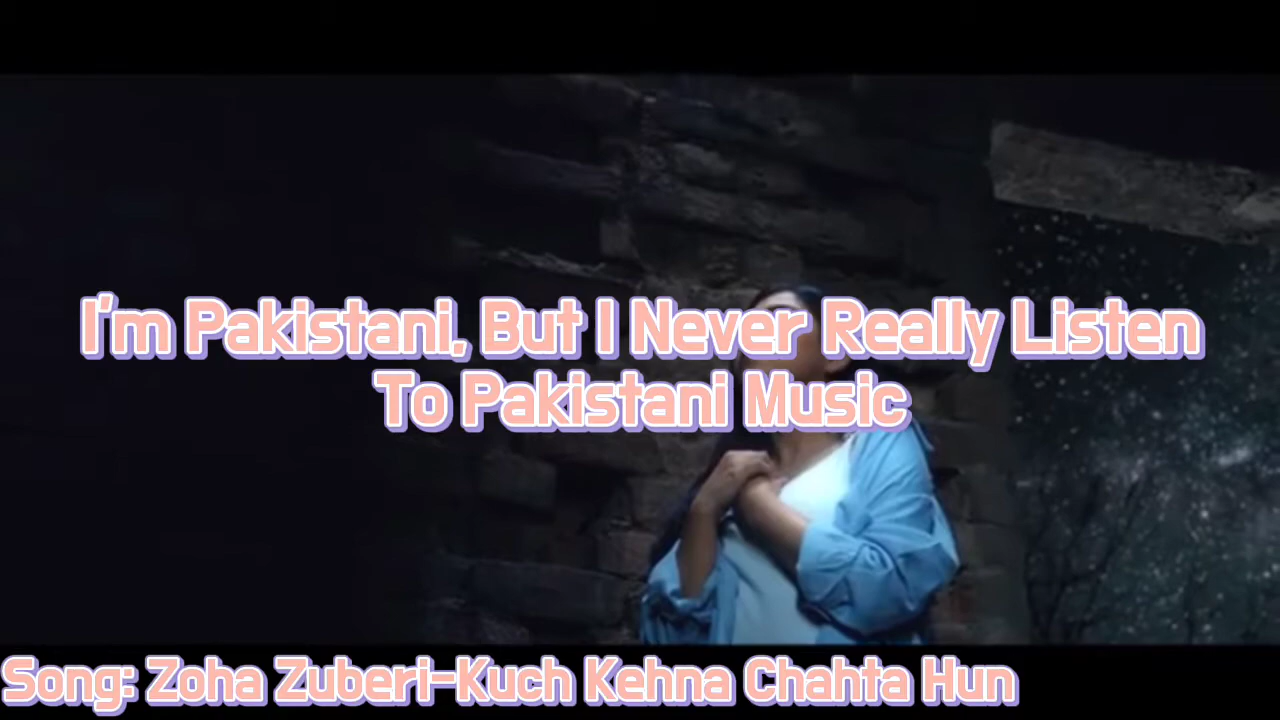 I'm Pakistani, But I Never Really Listen
To Pakistani Music
Song: Zoha Zuberi-Kuch Kehna Chahta Hun